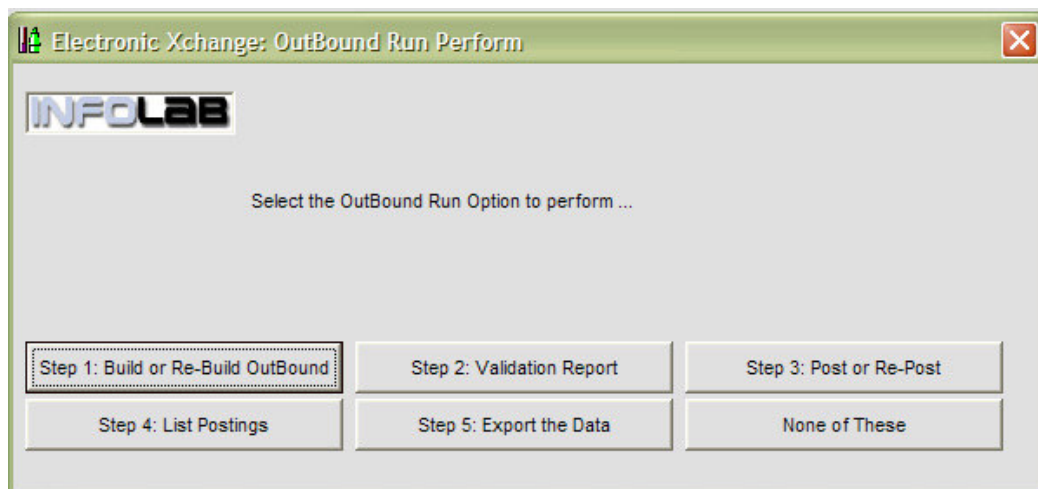 Electronic Xchange: OutBound Run Perform
INFOLAB
Select the OutBound Run Option to perform ...
Step 1: Build or Re-Build OutBound
Step 2: Validation Report
Step 3: Post or Re-Post
Step 4: List Postings
Step 5: Export the Data
None of These